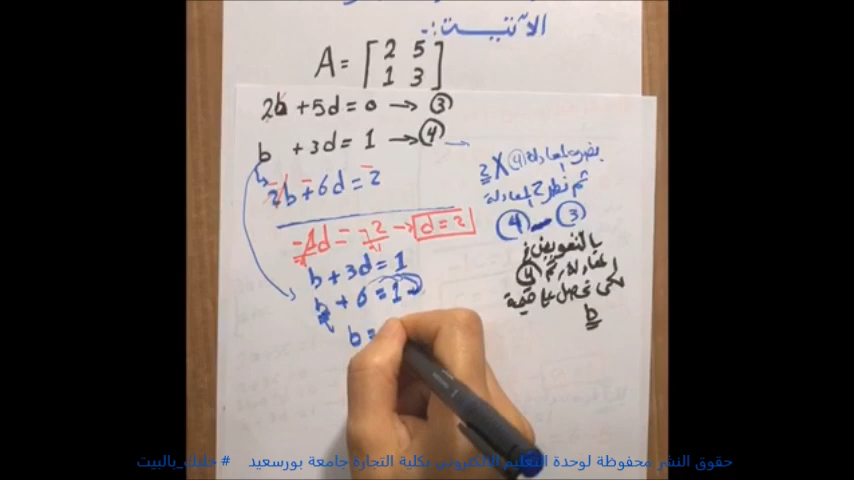 الآتيــة:-
A = [ 2 5
1 3 ]
2b + 5d = 0 → ③
b + 3d = 1 → ④
2b + 6d = 2
-1d = -2 → d = 2
b + 3d = 1
b + 6 = 1
b =
بضرب المعادلة ④ X 2
ثم نطرح المعادلة
④ - ③
بالتعويض في
المعادلة رقم ④
لكي نحصل على قيمة
b
حقوق النشر محفوظة لوحدة التعليم الالكتروني بكلية التجارة جامعة بورسعيد # خليك_بالبيت